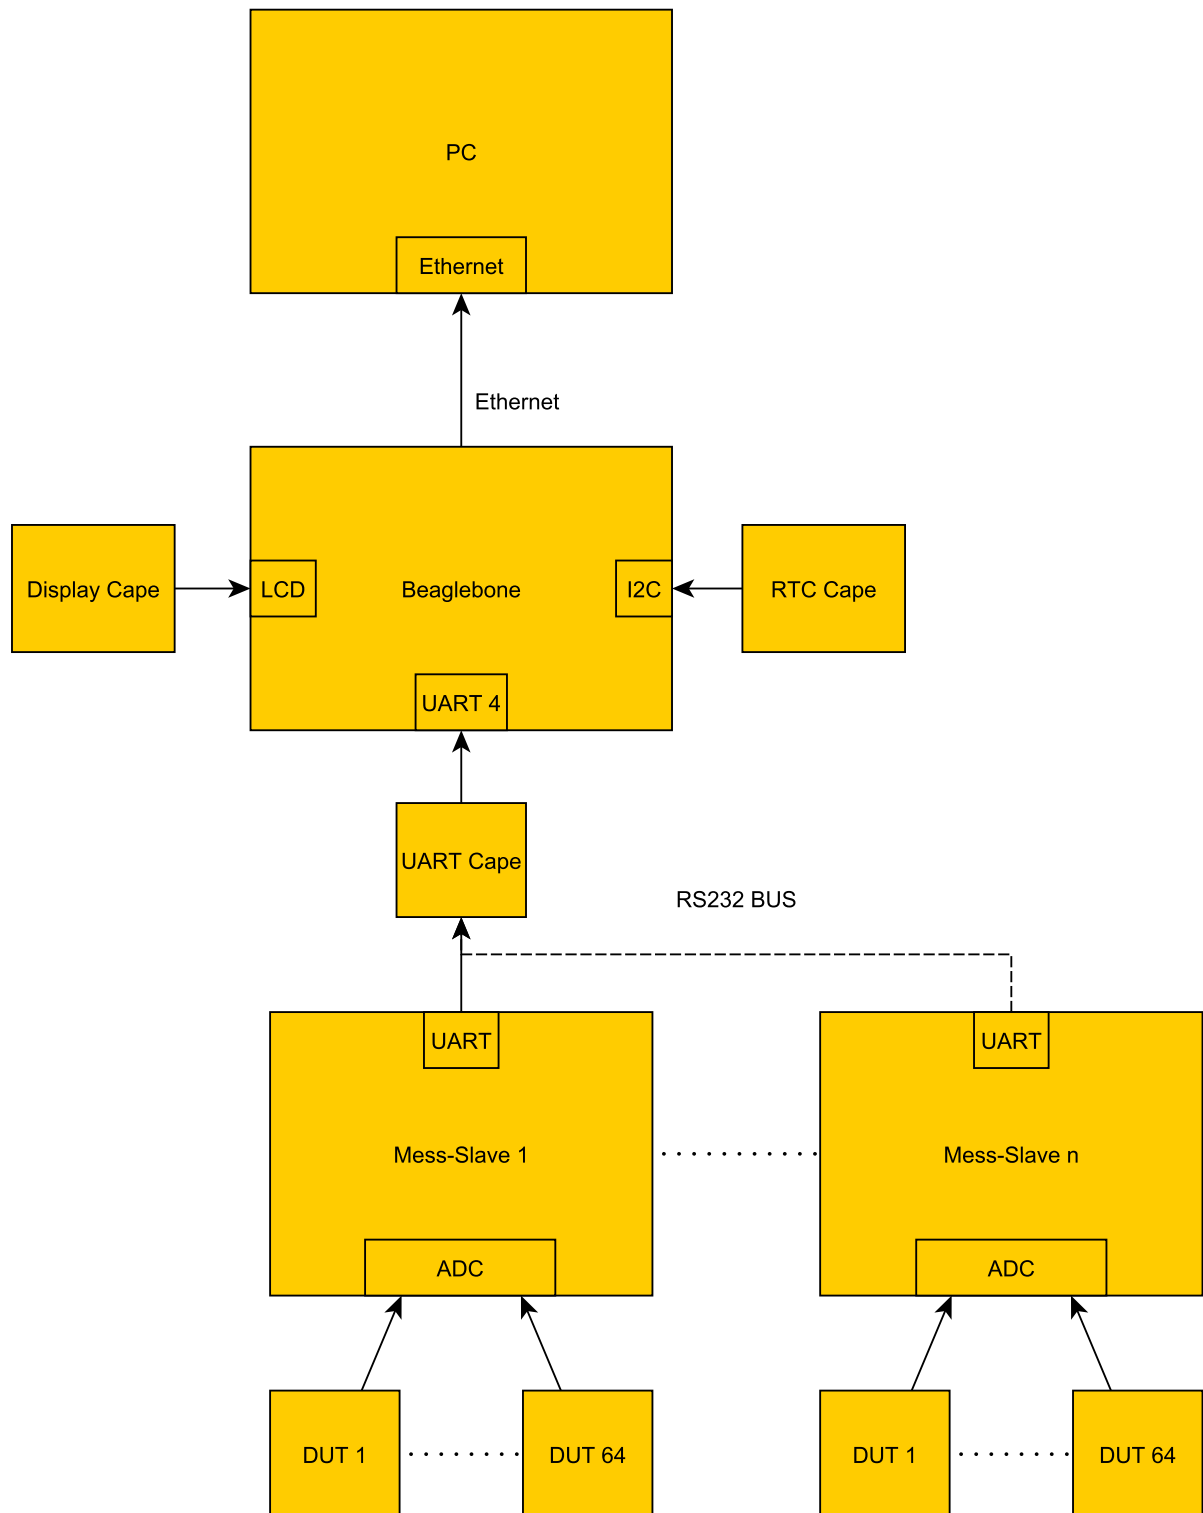 PC
Ethernet
Ethernet
Display Cape
LCD
Beaglebone
I2C
RTC Cape
UART 4
UART Cape
RS232 BUS
UART
UART
Mess-Slave 1
Mess-Slave n
ADC
ADC
DUT 1
DUT 64
DUT 1
DUT 64